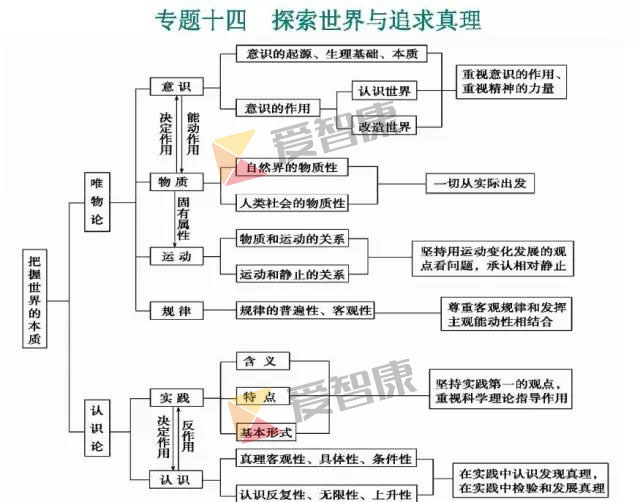 专题十四 探索世界与追求真理
意识的起源、生理基础、本质
意识
意识的作用
认识世界
改造世界
重视意识的作用、
重视精神的力量
决定作用
能动作用
爱智康
唯物论
物质
自然界的物质性
人类社会的物质性
一切从实际出发
固有
属性
运动
物质和运动的关系
运动和静止的关系
坚持用运动变化发展的观
点看问题，承认相对静止
把握世界的本质
规律
规律的普遍性、客观性
尊重客观规律和发挥
主观能动性相结合
认识论
实践
含义
特点
基本形式
坚持实践第一的观点，
重视科学理论指导作用
爱智康
决定作用
反作用
认识
真理客观性、具体性、条件性
认识反复性、无限性、上升性
在实践中认识发现真理，
在实践中检验和发展真理